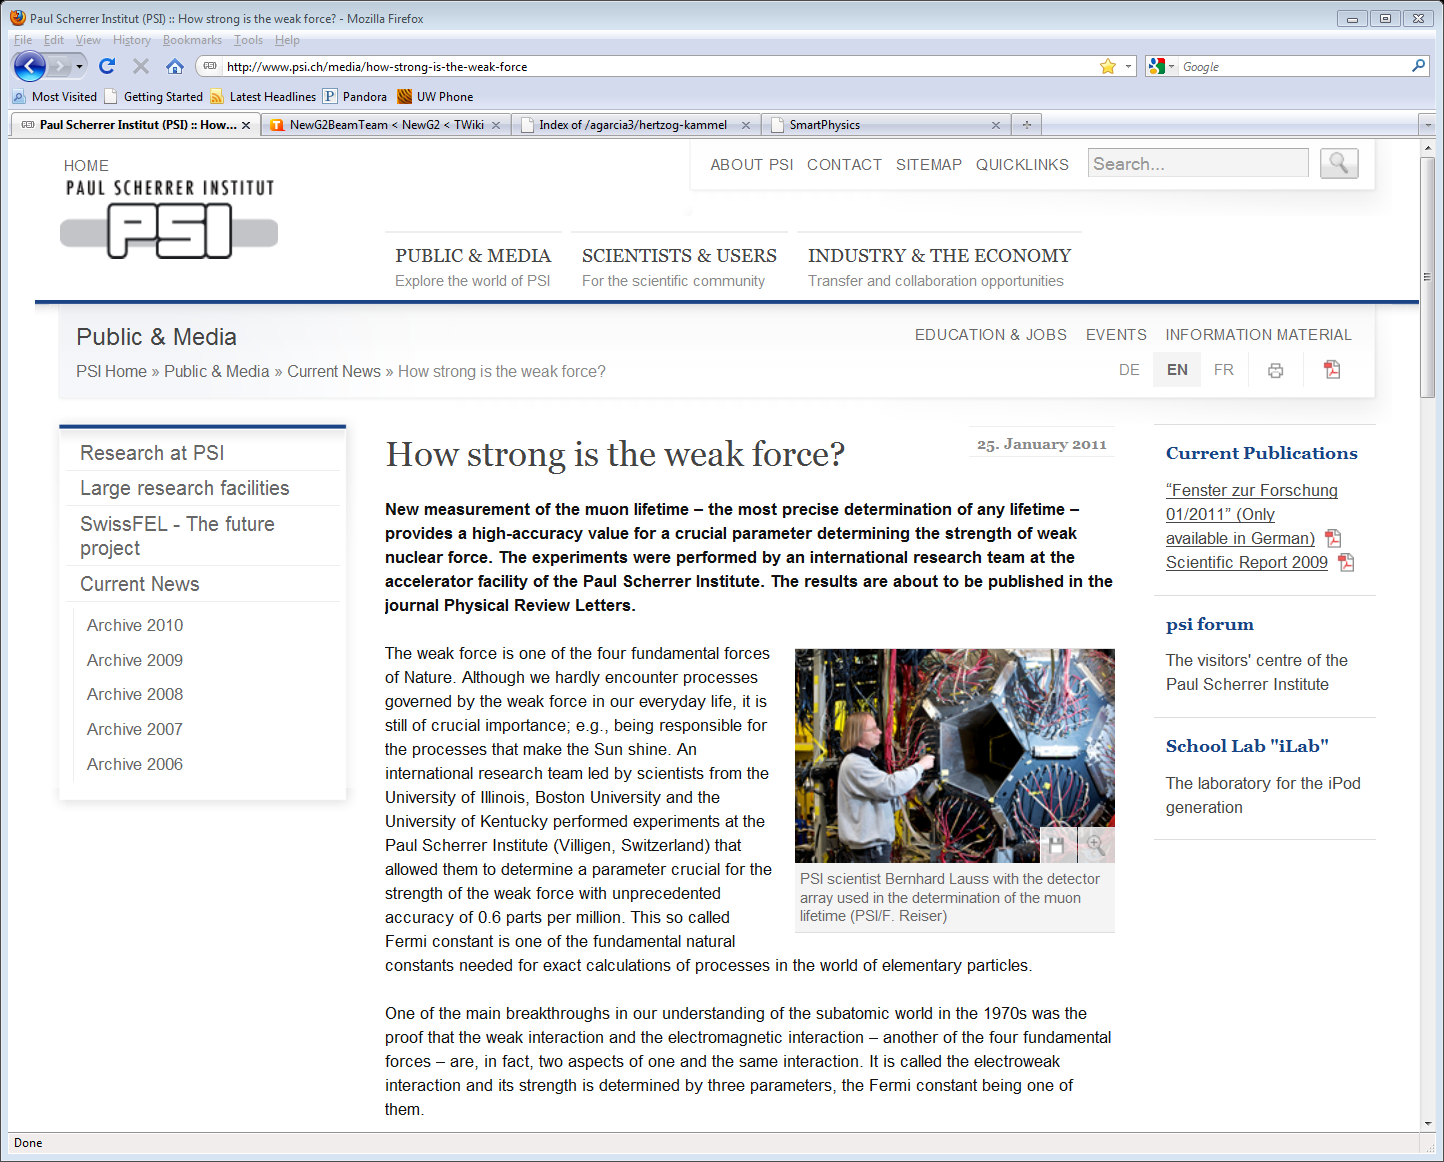 Paul Scherrer Institut (PSI) :: How strong is the weak force? - Mozilla Firefox
File Edit View History Bookmarks Tools Help
http://www.psi.ch/media/how-strong-is-the-weak-force
Google
Most Visited Getting Started Latest Headlines P Pandora UW Phone
Paul Scherrer Institut (PSI) :: How... NewG2BeamTeam < NewG2 < TWiki Index of /agarcia3/hertzog-kammel SmartPhysics
HOME
PAUL SCHERRER INSTITUT
PSI
ABOUT PSI CONTACT SITEMAP QUICKLINKS Search...
PUBLIC & MEDIA SCIENTISTS & USERS INDUSTRY & THE ECONOMY
Explore the world of PSI For the scientific community Transfer and collaboration opportunities
Public & Media
EDUCATION & JOBS EVENTS INFORMATION MATERIAL
PSI Home » Public & Media » Current News » How strong is the weak force?
DE EN FR
Research at PSI
Large research facilities
SwissFEL - The future
project
Current News
Archive 2010
Archive 2009
Archive 2008
Archive 2007
Archive 2006
How strong is the weak force?
25. January 2011
New measurement of the muon lifetime – the most precise determination of any lifetime –
provides a high-accuracy value for a crucial parameter determining the strength of weak
nuclear force. The experiments were performed by an international research team at the
accelerator facility of the Paul Scherrer Institute. The results are about to be published in the
journal Physical Review Letters.
The weak force is one of the four fundamental forces
of Nature. Although we hardly encounter processes
governed by the weak force in our everyday life, it is
still of crucial importance; e.g., being responsible for
the processes that make the Sun shine. An
international research team led by scientists from the
University of Illinois, Boston University and the
University of Kentucky performed experiments at the
Paul Scherrer Institute (Villigen, Switzerland) that
allowed them to determine a parameter crucial for the
strength of the weak force with unprecedented
accuracy of 0.6 parts per million. This so called
Fermi constant is one of the fundamental natural
constants needed for exact calculations of processes in the world of elementary particles.
PSI scientist Bernhard Lauss with the detector
array used in the determination of the muon
lifetime (PSI/F. Reiser)
One of the main breakthroughs in our understanding of the subatomic world in the 1970s was the
proof that the weak interaction and the electromagnetic interaction – another of the four fundamental
forces – are, in fact, two aspects of one and the same interaction. It is called the electroweak
interaction and its strength is determined by three parameters, the Fermi constant being one of
them.
Current Publications
“Fenster zur Forschung
01/2011” (Only
available in German)
Scientific Report 2009
psi forum
The visitors' centre of the
Paul Scherrer Institute
School Lab "iLab"
The laboratory for the iPod
generation
Done